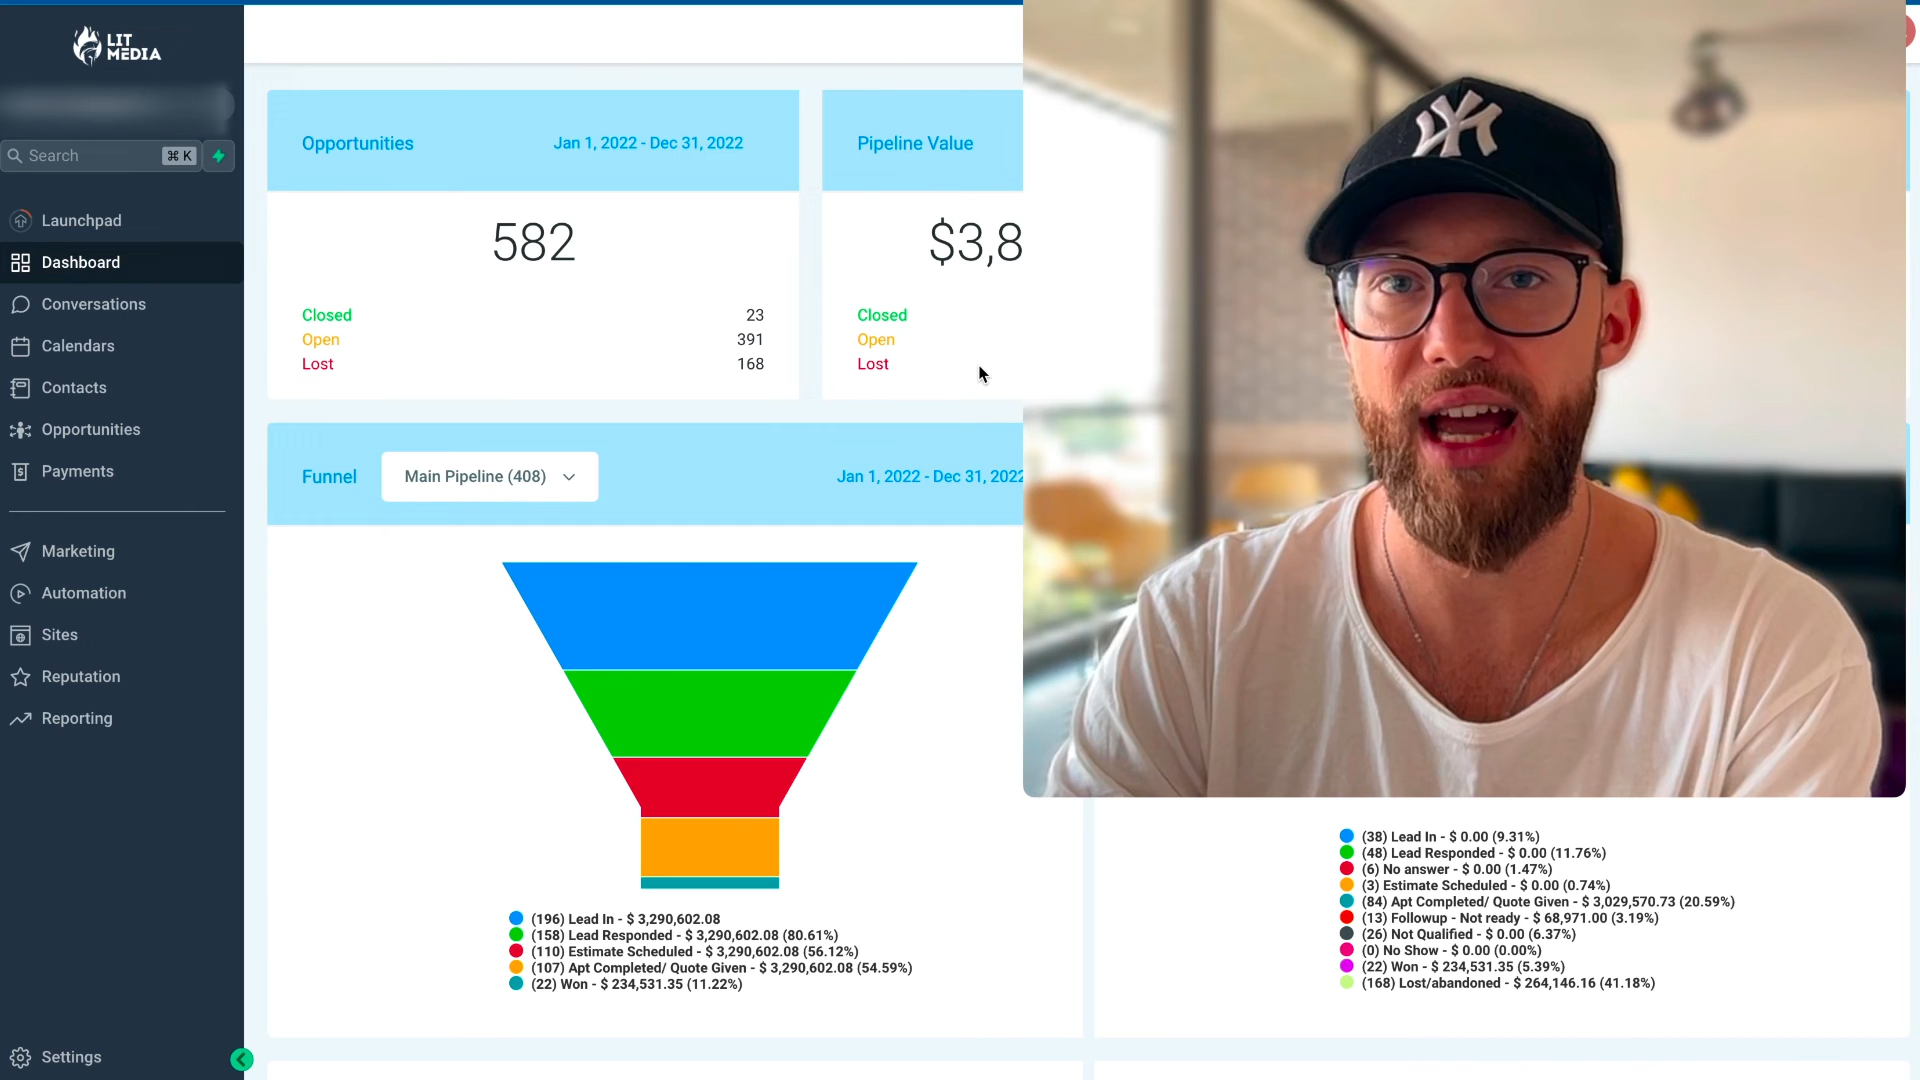 LIT
MEDIA
Search
⌘ K
Launchpad
Dashboard
Conversations
Calendars
Contacts
Opportunities
Payments
Marketing
Automation
Sites
Reputation
Reporting
Settings
Opportunities
Jan 1, 2022 - Dec 31, 2022
582
Closed 23
Open 391
Lost 168
Pipeline Value
$3,8
Closed
Open
Lost
Funnel
Main Pipeline (408)
Jan 1, 2022 - Dec 31, 2022
(196) Lead In - $ 3,290,602.08
(158) Lead Responded - $ 3,290,602.08 (80.61%)
(110) Estimate Scheduled - $ 3,290,602.08 (56.12%)
(107) Apt Completed/ Quote Given - $ 3,290,602.08 (54.59%)
(22) Won - $ 234,531.35 (11.22%)
NY
(38) Lead In - $ 0.00 (9.31%)
(48) Lead Responded - $ 0.00 (11.76%)
(6) No answer - $ 0.00 (1.47%)
(3) Estimate Scheduled - $ 0.00 (0.74%)
(84) Apt Completed/ Quote Given - $ 3,029,570.73 (20.59%)
(13) Followup - Not ready - $ 68,971.00 (3.19%)
(26) Not Qualified - $ 0.00 (6.37%)
(0) No Show - $ 0.00 (0.00%)
(22) Won - $ 234,531.35 (5.39%)
(168) Lost/abandoned - $ 264,146.16 (41.18%)